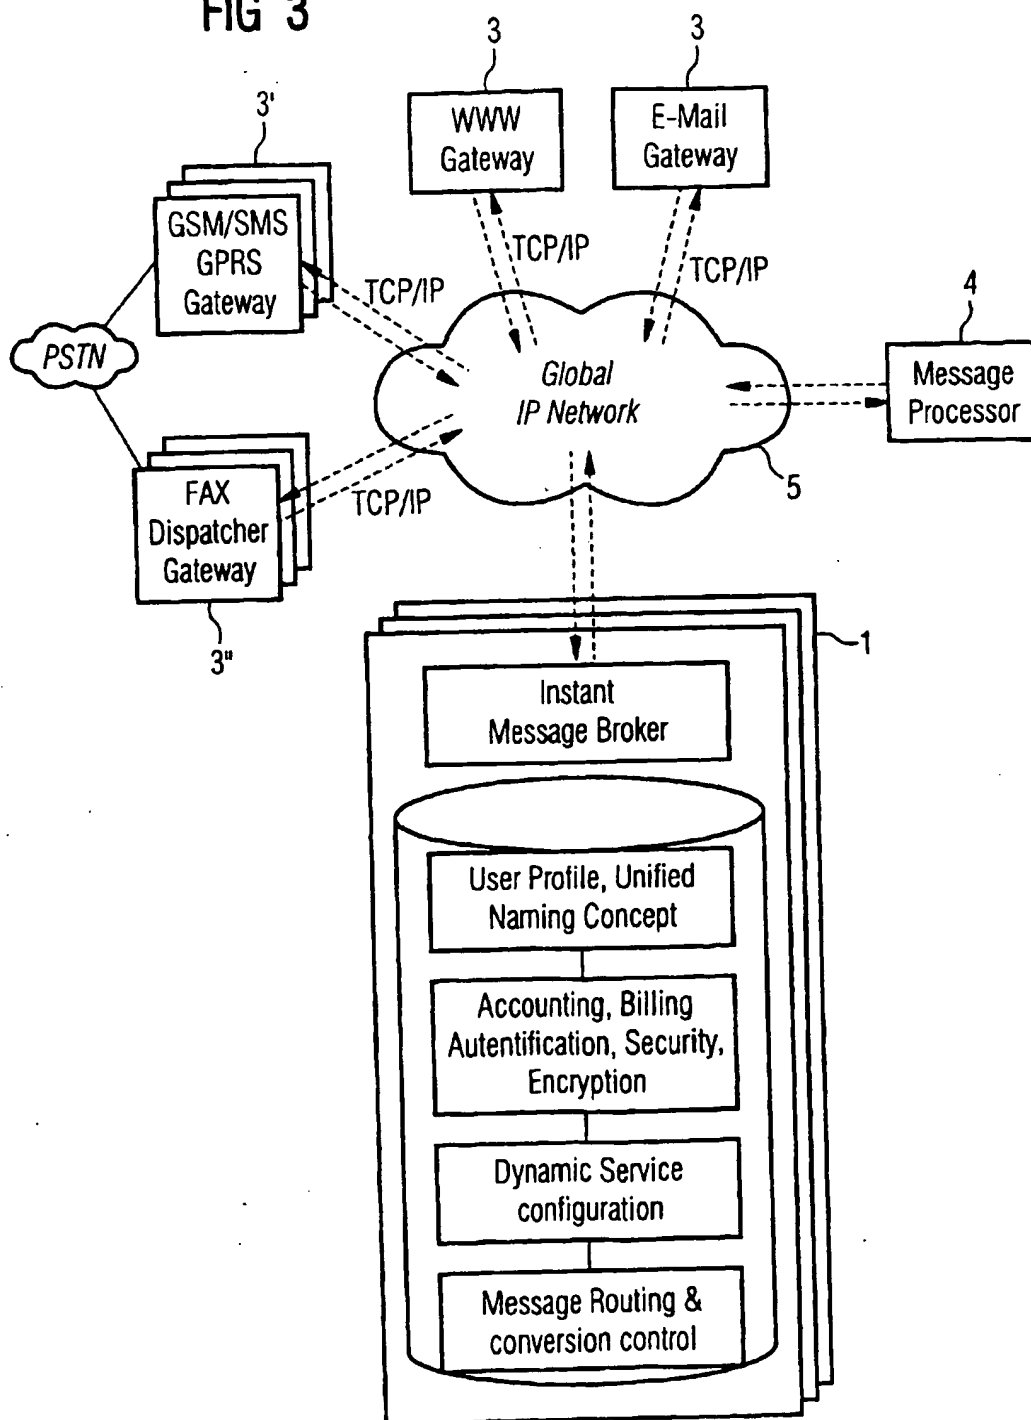 FIG 3
3
3
3'
WWW
Gateway
E-Mail
Gateway
GSM/SMS
GPRS
Gateway
TCP/IP
TCP/IP
TCP/IP
4
PSTN
Global
IP Network
Message
Processor
FAX
Dispatcher
Gateway
TCP/IP
5
3"
1
Instant
Message Broker
User Profile, Unified
Naming Concept
Accounting, Billing
Autentification, Security,
Encryption
Dynamic Service
configuration
Message Routing &
conversion control